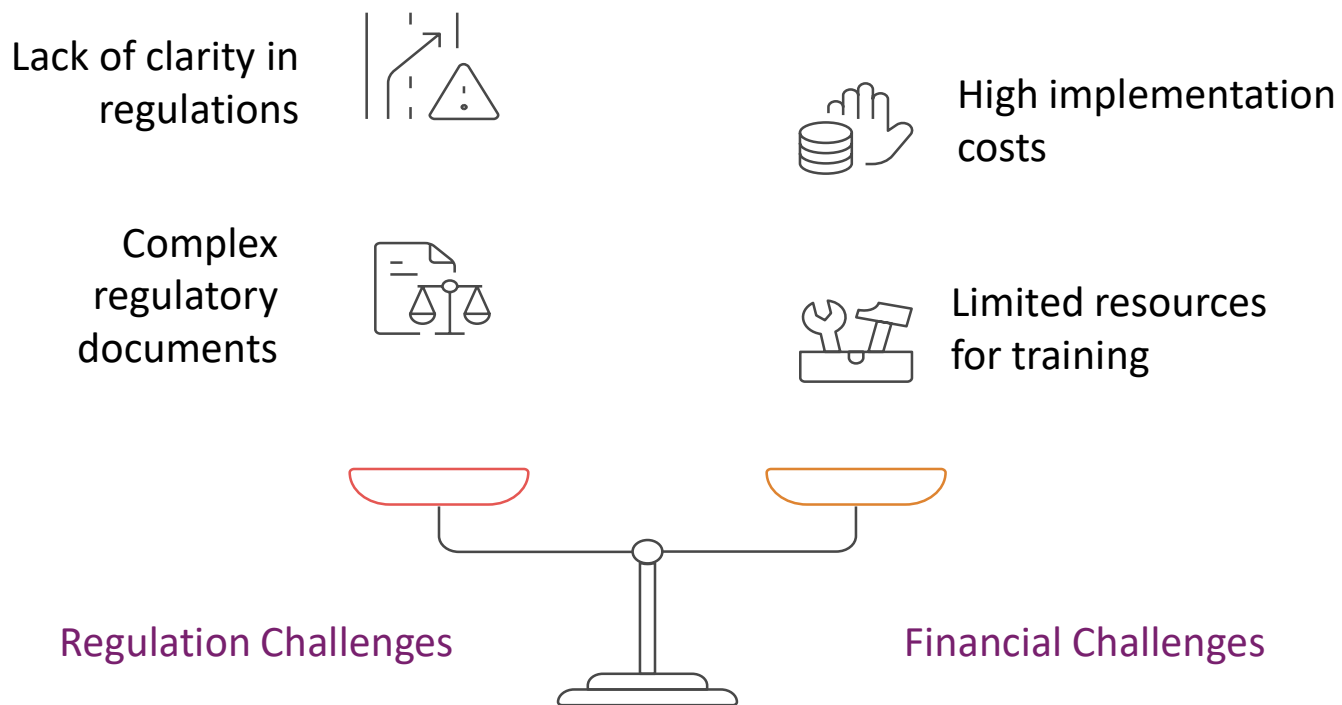 Lack of clarity in
regulations
High implementation
costs
Complex
regulatory
documents
Limited resources
for training
Regulation Challenges
Financial Challenges